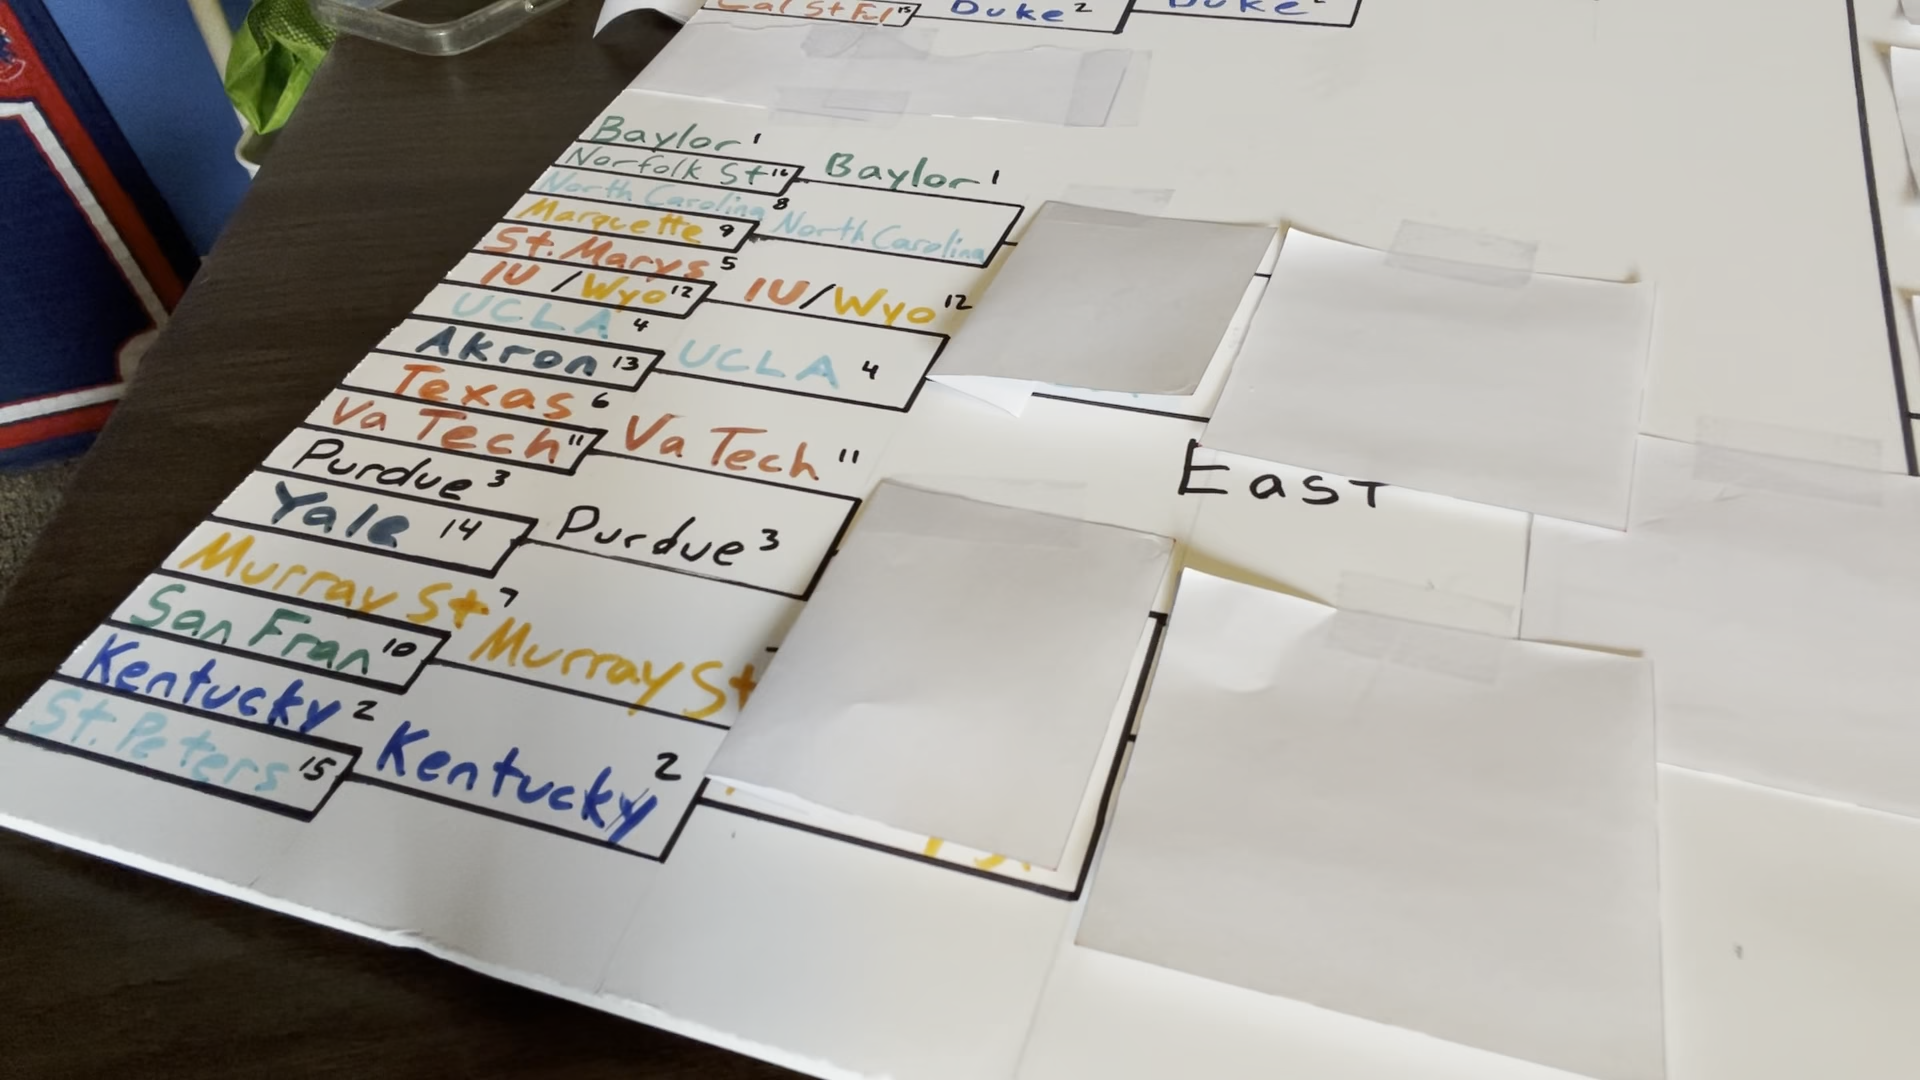 Cal St Ful 15 Duke 2 Duke
Baylor 1
Norfolk St 16 Baylor 1
North Carolina 8
Marquette 9 North Carolina
St. Marys 5
IU / Wyo 12 IU/Wyo 12
UCLA 4
Akron 13 UCLA 4
Texas 6
Va Tech 11 Va Tech 11
East
Purdue 3
Yale 14 Purdue 3
Murray St 7
San Fran 10 Murray St
Kentucky 2
St. Peters 15 Kentucky 2